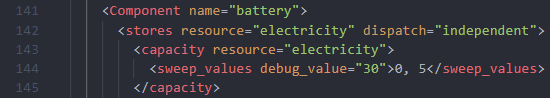 141 <Component name="battery">
142 <stores resource="electricity" dispatch="independent">
143 <capacity resource="electricity">
144 <sweep_values debug_value="30">0, 5</sweep_values>
145 </capacity>